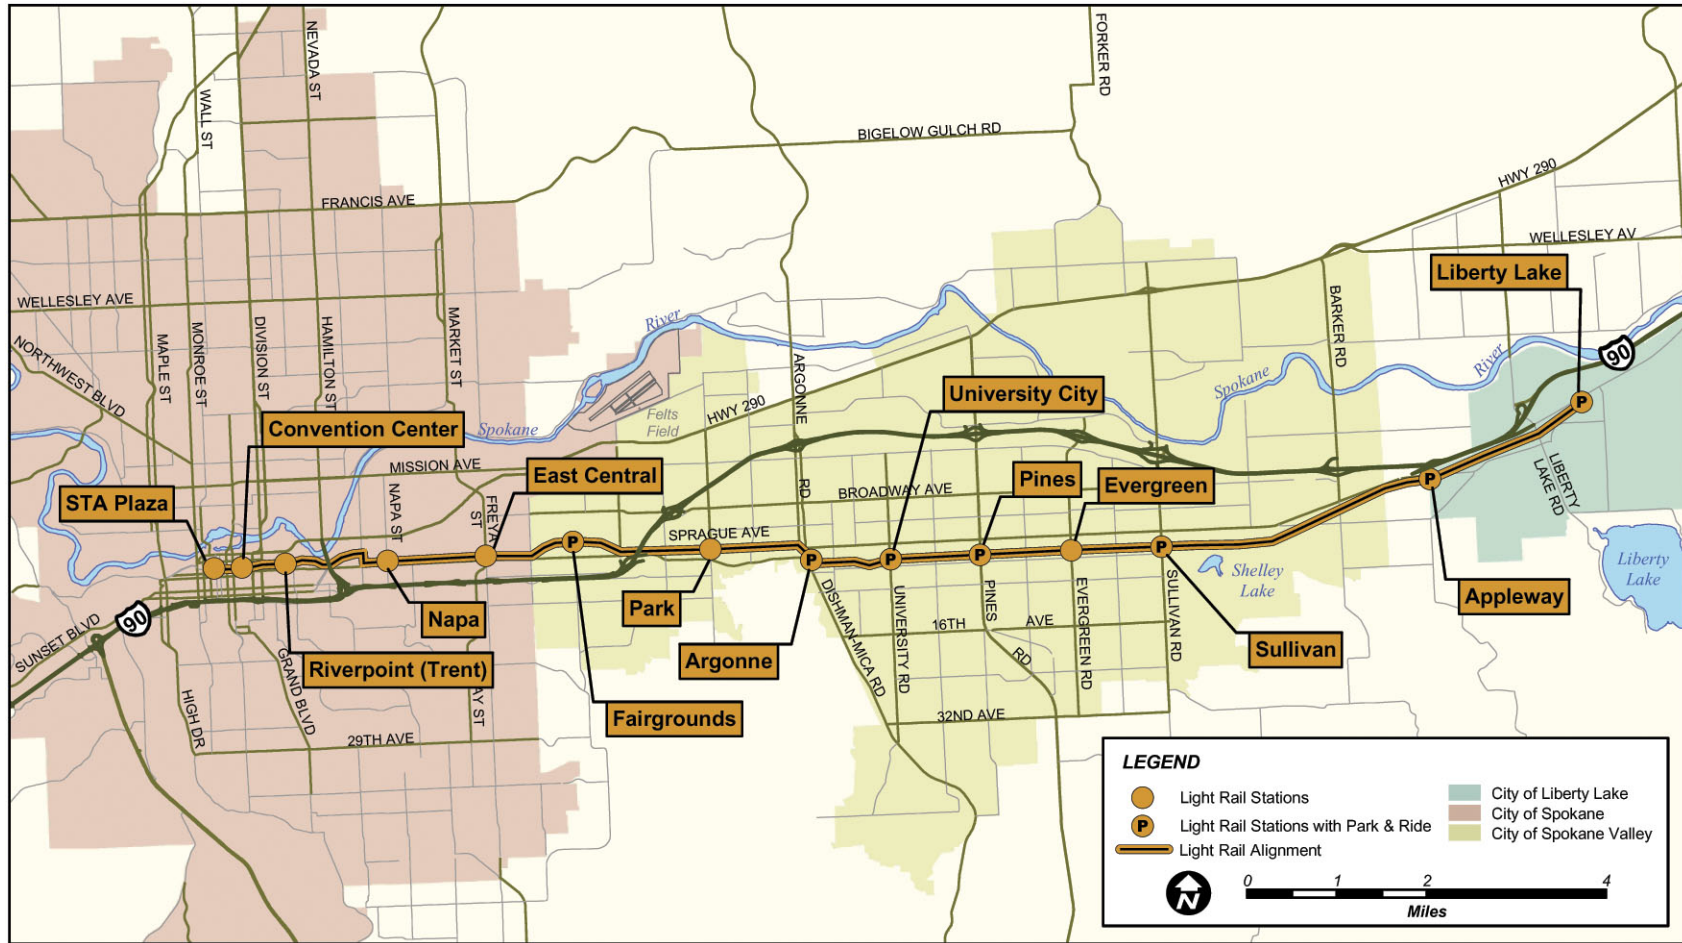 NEVADA ST
FORKER RD
WALL ST
BIGELOW GULCH RD
HWY 290
FRANCIS AVE
WELLESLEY AV
Liberty Lake
WELLESLEY AVE
River
BARKER RD
MAPLE ST
MONROE ST
DIVISION ST
HAMILTON ST
MARKET ST
NORTHWEST BLVD
ARGONNE
RD
90
River
Spokane
University City
HWY 290
Felts
Field
Convention Center
Spokane
MISSION AVE
East Central
Pines
Evergreen
BROADWAY AVE
LIBERTY
LAKE RD
STA Plaza
NAPA ST
FREYA
ST
SPRAGUE AVE
Shelley
Lake
Liberty
Lake
Appleway
Park
Napa
90
SUNSET BLVD
DISHMAN-MICA RD
UNIVERSITY RD
PINES
RD
EVERGREEN RD
SULLIVAN RD
16TH
AVE
Sullivan
Argonne
Riverpoint (Trent)
GRAND BLVD
HIGH DR
AY ST
Fairgrounds
32ND AVE
29TH AVE
LEGEND
Light Rail Stations
P
Light Rail Stations with Park & Ride
Light Rail Alignment
City of Liberty Lake
City of Spokane
City of Spokane Valley
N
0 1 2 4
Miles
P
P
P
P
P
P
P